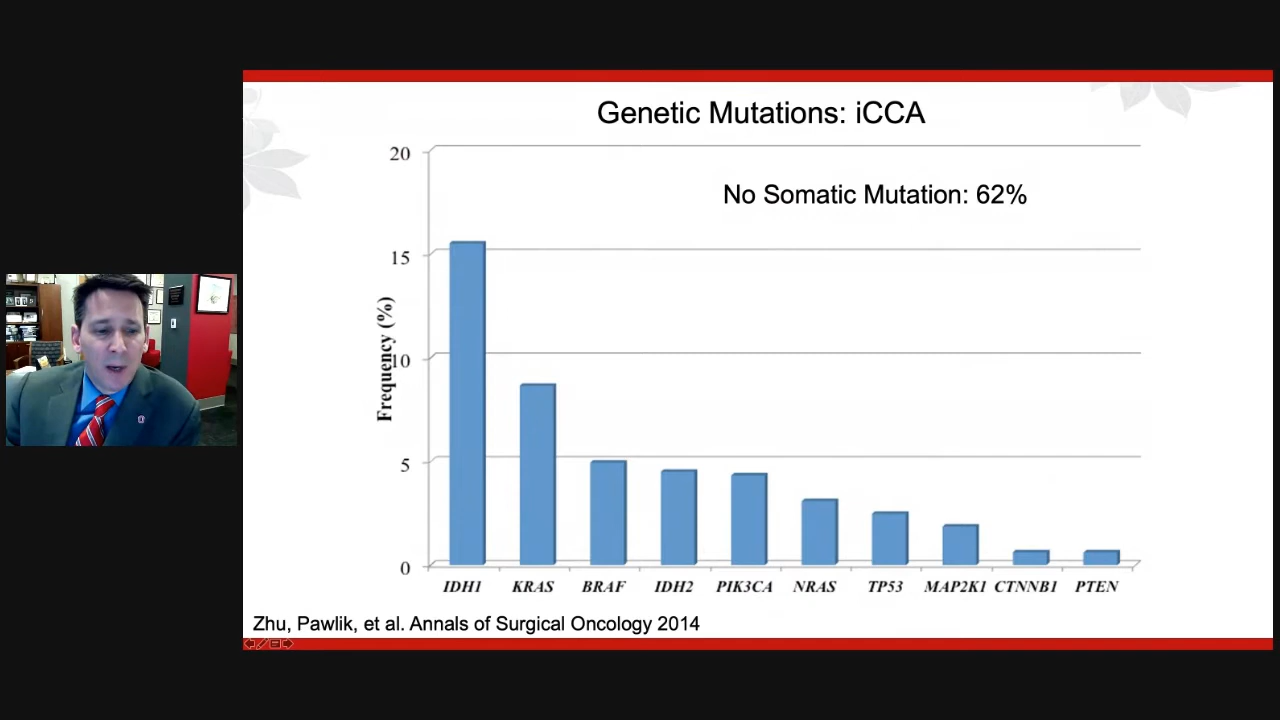 Genetic Mutations: iCCA
No Somatic Mutation: 62%
Frequency (%)
20
15
10
5
0
IDH1 KRAS BRAF IDH2 PIK3CA NRAS TP53 MAP2K1 CTNNB1 PTEN
Zhu, Pawlik, et al. Annals of Surgical Oncology 2014